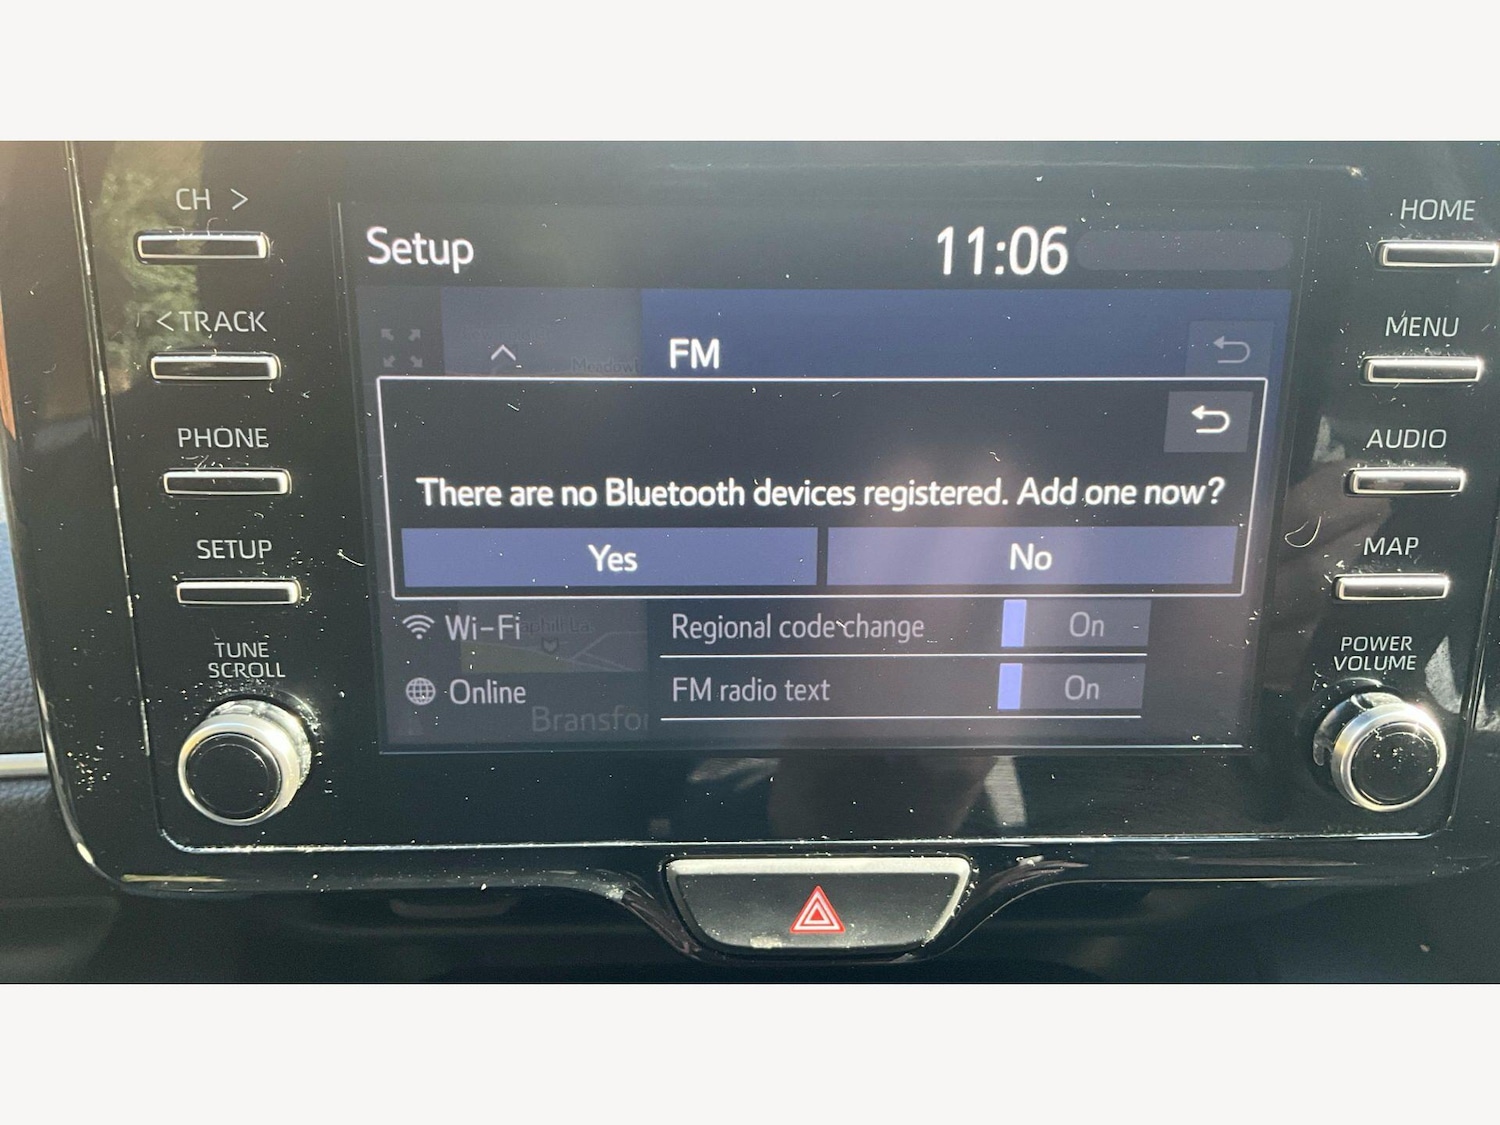 CH >
HOME
Setup
11:06
< TRACK
MENU
FM
PHONE
AUDIO
There are no Bluetooth devices registered. Add one now?
SETUP
Yes
No
MAP
Wi-Fi
Regional code change
On
TUNE
SCROLL
POWER
VOLUME
Online
FM radio text
On